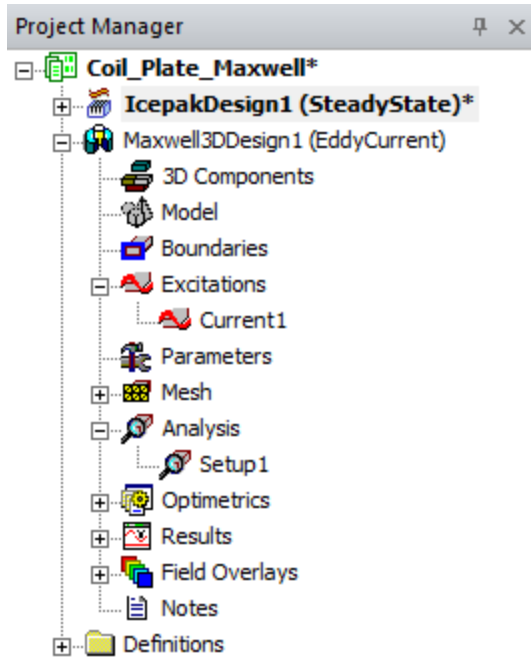 Project Manager
Coil_Plate_Maxwell*
IcepakDesign1 (SteadyState)*
Maxwell3DDesign1 (EddyCurrent)
3D Components
Model
Boundaries
Excitations
Current1
Parameters
Mesh
Analysis
Setup1
Optimetrics
Results
Field Overlays
Notes
Definitions